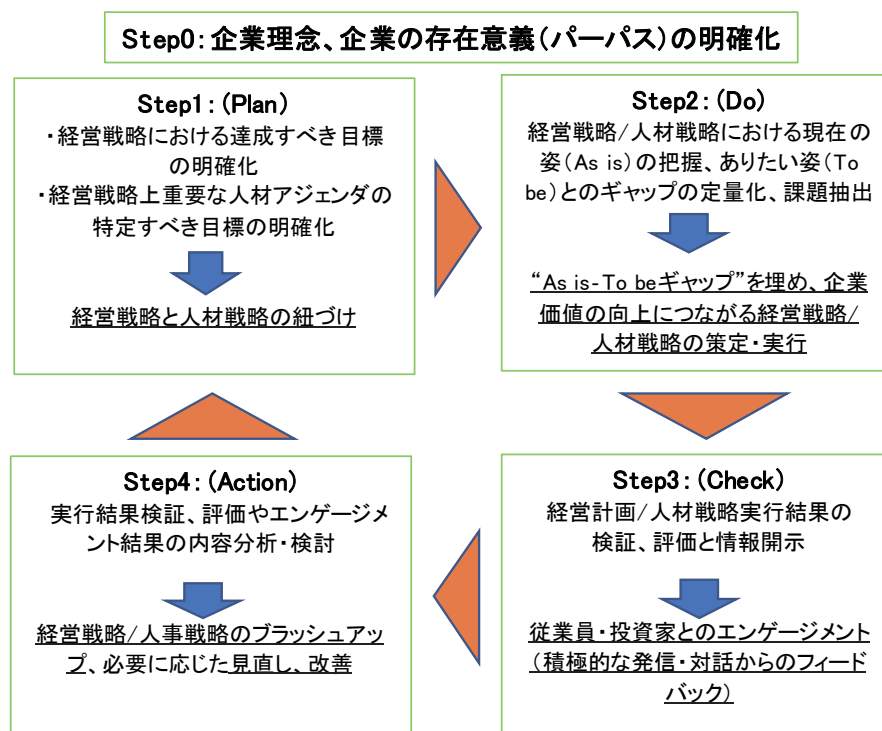 Step0：企業理念、企業の存在意義（パーパス）の明確化
Step1：(Plan)
・経営戦略における達成すべき目標
の明確化
・経営戦略上重要な人材アジェンダの
特定すべき目標の明確化
経営戦略と人材戦略の紐づけ
Step2：(Do)
経営戦略/人材戦略における現在の
姿（As is）の把握、ありたい姿（To
be）とのギャップの定量化、課題抽出
“As is-To beギャップ”を埋め、企業
価値の向上につながる経営戦略/
人材戦略の策定・実行
Step3：(Check)
経営計画/人材戦略実行結果の
検証、評価と情報開示
従業員・投資家とのエンゲージメント
（積極的な発信・対話からのフィード
バック）
Step4：(Action)
実行結果検証、評価やエンゲージメ
ント結果の内容分析・検討
経営戦略/人事戦略のブラッシュアッ
プ、必要に応じた見直し、改善